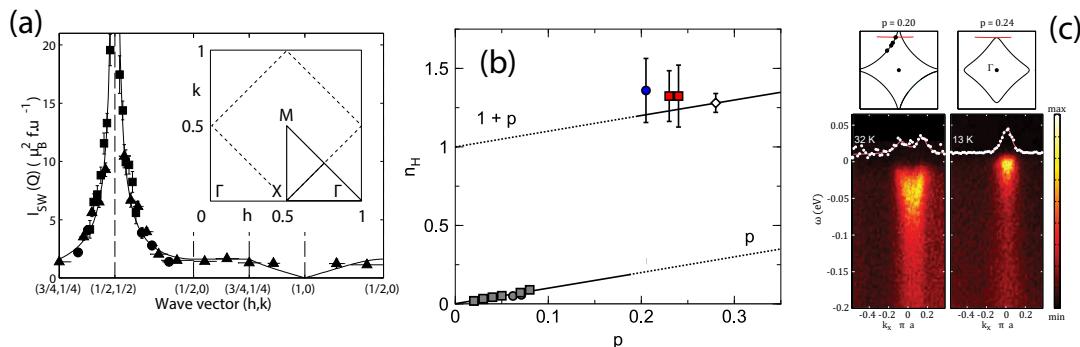 (a)
I_SW (Q) ( μ_B^2 f.u^-1)
20
15
10
5
0
(3/4,1/4) (1/2,1/2) (1/2,0) (3/4,1/4) (1,0) (1/2,0)
Wave vector (h,k)
1
k
0.5
M
Γ X Γ
0 h 0.5 1
(b)
n_H
1.5
1
0.5
0
1 + p
p
0 0.1 0.2 0.3
p
(c)
p = 0.20 p = 0.24
Γ
32 K 13 K
ω (eV)
0.05
0
-0.05
-0.1
-0.15
-0.2
-0.4 -0.2 0 0.2 -0.4 -0.2 0 0.2
k_x π a k_x π a
max
min